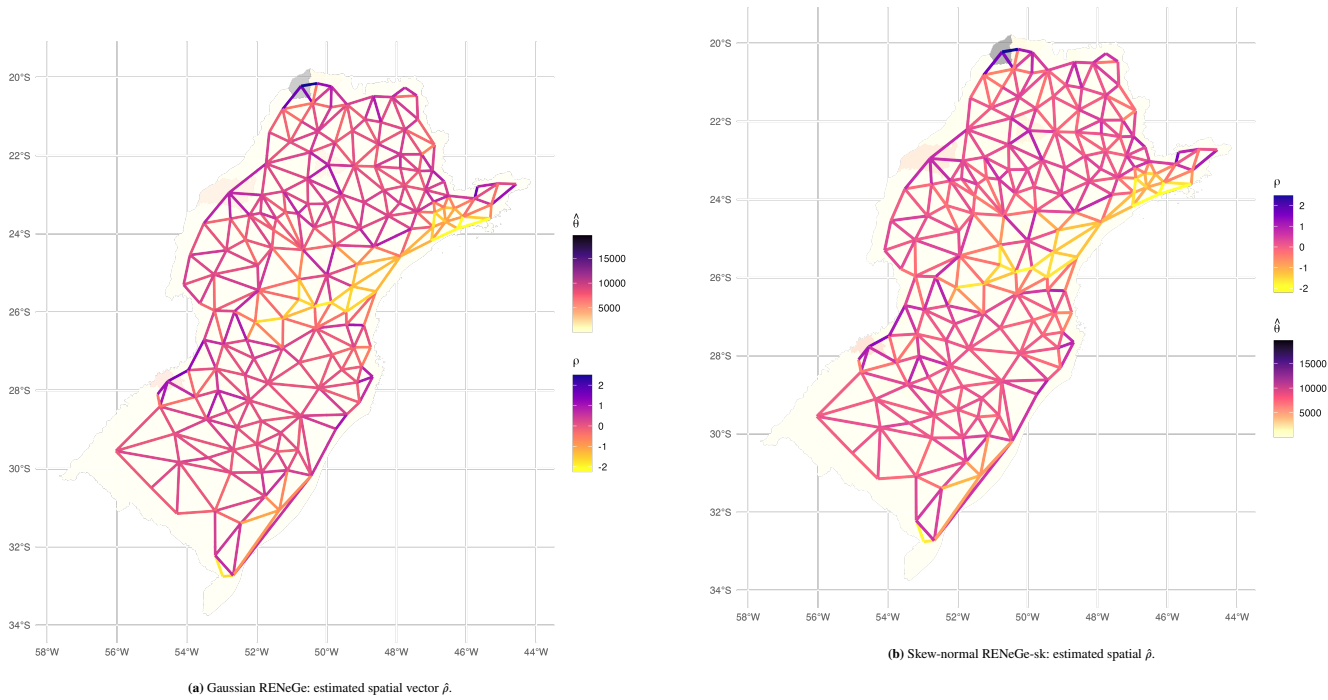 20°S
22°S
24°S
26°S
28°S
30°S
32°S
34°S
58°W
56°W
54°W
52°W
50°W
48°W
46°W
44°W
θ̂
15000
10000
5000
ρ
2
1
0
-1
-2
(a) Gaussian RENeGe: estimated spatial vector ρ̂.
20°S
22°S
24°S
26°S
28°S
30°S
32°S
34°S
58°W
56°W
54°W
52°W
50°W
48°W
46°W
44°W
ρ
2
1
0
-1
-2
θ̂
15000
10000
5000
(b) Skew-normal RENeGe-sk: estimated spatial ρ̂.